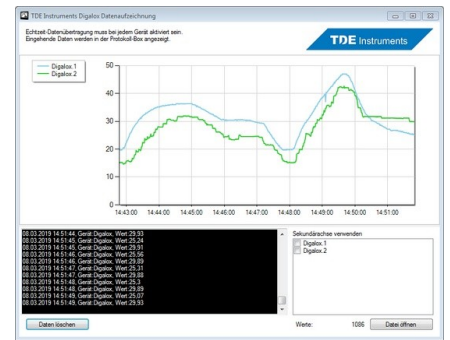 TDE Instruments Digalox Datenaufzeichnung
Echtzeit-Datenübertragung muss bei jedem Gerät aktiviert sein.
Eingehende Daten werden in der Protokoll-Box angezeigt.
TDE Instruments
Digalox.1
Digalox.2
50
40
30
20
10
0
14:43:00 14:44:00 14:45:00 14:46:00 14:47:00 14:48:00 14:49:00 14:50:00 14:51:00
08.03.2019 14:51:44, Gerät:Digalox, Wert:29,93
08.03.2019 14:51:45, Gerät:Digalox, Wert:25,24
08.03.2019 14:51:45, Gerät:Digalox, Wert:29,91
08.03.2019 14:51:46, Gerät:Digalox, Wert:25,56
08.03.2019 14:51:46, Gerät:Digalox, Wert:29,89
08.03.2019 14:51:47, Gerät:Digalox, Wert:25,31
08.03.2019 14:51:47, Gerät:Digalox, Wert:29,88
08.03.2019 14:51:48, Gerät:Digalox, Wert:25,3
08.03.2019 14:51:48, Gerät:Digalox, Wert:29,89
08.03.2019 14:51:49, Gerät:Digalox, Wert:25,07
08.03.2019 14:51:49, Gerät:Digalox, Wert:29,93
Sekundärachse verwenden
Digalox.1
Digalox.2
Daten löschen
Werte: 1086
Datei öffnen